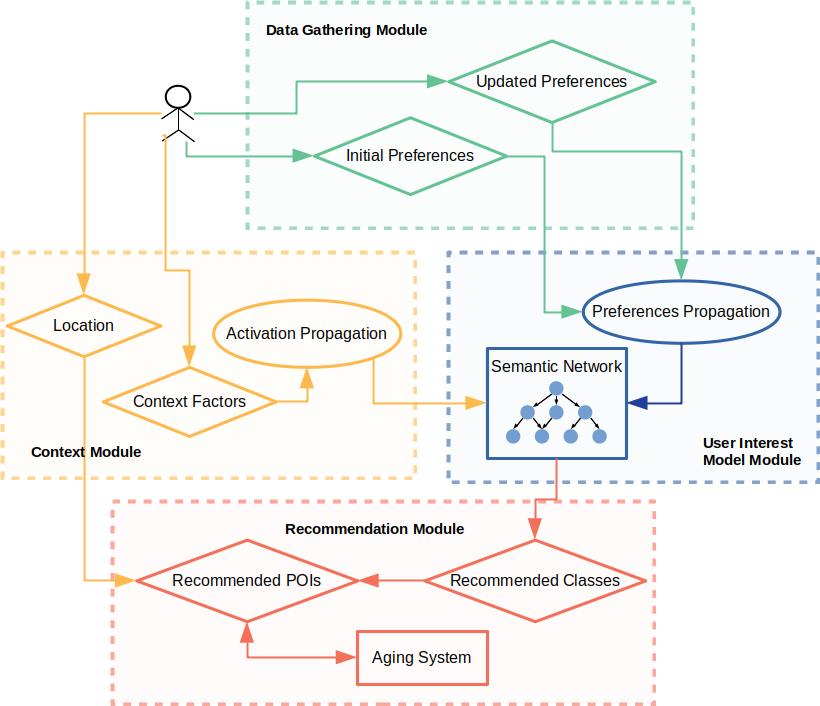 Data Gathering Module
Updated Preferences
Initial Preferences
Location
Activation Propagation
Context Factors
Context Module
Preferences Propagation
Semantic Network
User Interest
Model Module
Recommendation Module
Recommended POIs
Recommended Classes
Aging System